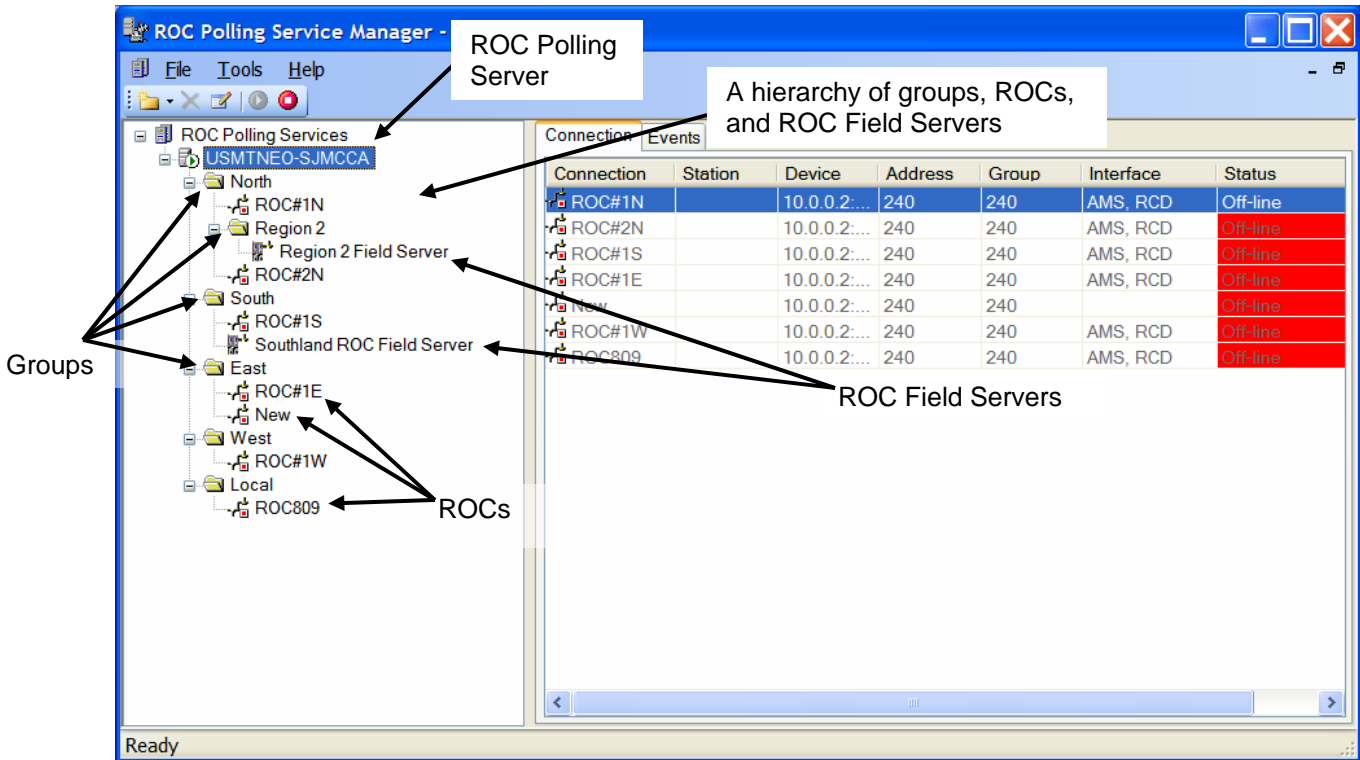 ROC Polling Service Manager -
ROC Polling
Server
File Tools Help
A hierarchy of groups, ROCs,
and ROC Field Servers
ROC Polling Services
USMTNEO-SJMCCA
North
ROC#1N
Region 2
Region 2 Field Server
ROC#2N
South
ROC#1S
Southland ROC Field Server
East
ROC#1E
New
West
ROC#1W
Local
ROC809
Groups
ROCs
Connection Events
Connection Station Device Address Group Interface Status
ROC#1N 10.0.0.2:... 240 240 AMS, RCD Off-line
ROC#2N 10.0.0.2:... 240 240 AMS, RCD Off-line
ROC#1S 10.0.0.2:... 240 240 AMS, RCD Off-line
ROC#1E 10.0.0.2:... 240 240 AMS, RCD Off-line
New 10.0.0.2:... 240 240 Off-line
ROC#1W 10.0.0.2:... 240 240 AMS, RCD Off-line
ROC809 10.0.0.2:... 240 240 AMS, RCD Off-line
ROC Field Servers
Ready